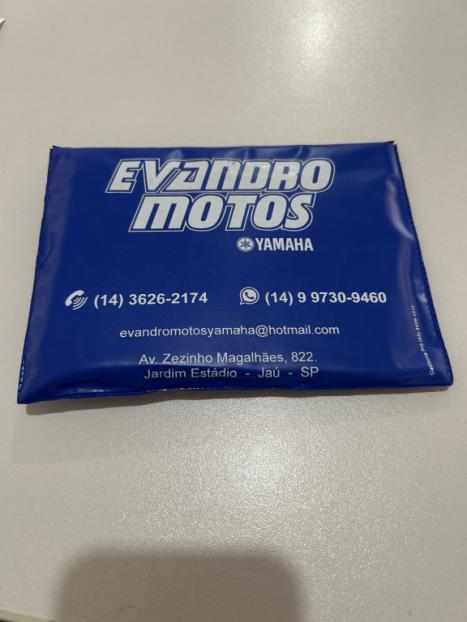 EVANDRO
MOTOS
YAMAHA
(14) 3626-2174 (14) 9 9730-9460
evandromotosyamaha@hotmail.com
Av. Zezinho Magalhães, 822.
Jardim Estádio - Jaú - SP